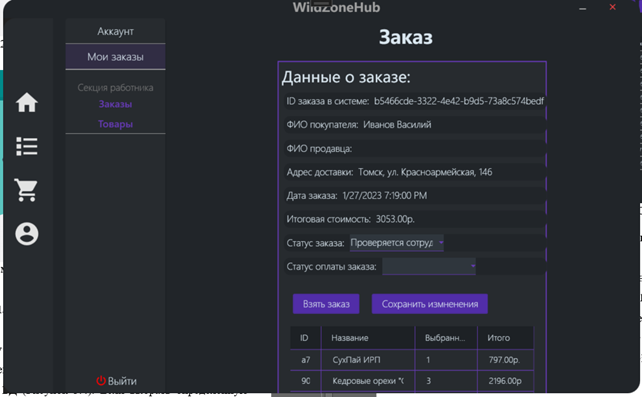 WildZoneHub
Аккаунт
Мои заказы
Секция работника
Заказы
Товары
Выйти
Заказ
Данные о заказе:
ID заказа в системе: b5466cde-3322-4e42-b9d5-73a8c574bedf
ФИО покупателя: Иванов Василий
ФИО продавца:
Адрес доставки: Томск, ул. Красноармейская, 146
Дата заказа: 1/27/2023 7:19:00 PM
Итоговая стоимость: 3053.00р.
Статус заказа: Проверяется сотруд
Статус оплаты заказа:
Взять заказ Сохранить измненения
ID Название Выбранн... Итого
a7 СухПай ИРП 1 797.00р.
90 Кедровые орехи "С 3 2196.00р